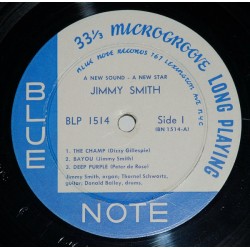 33⅓ MICROGROOVE LONG PLAYING
BLUE NOTE RECORDS 767 LEXINGTON AVE NYC
A NEW SOUND - A NEW STAR
JIMMY SMITH
BLP 1514 Side 1
(BN 1514-A)
1. THE CHAMP (Dizzy Gillespie)
2. BAYOU (Jimmy Smith)
3. DEEP PURPLE (Peter de Rose)
Jimmy Smith, organ; Thornel Schwartz,
guitar; Donald Bailey, drums.
BLUE
NOTE